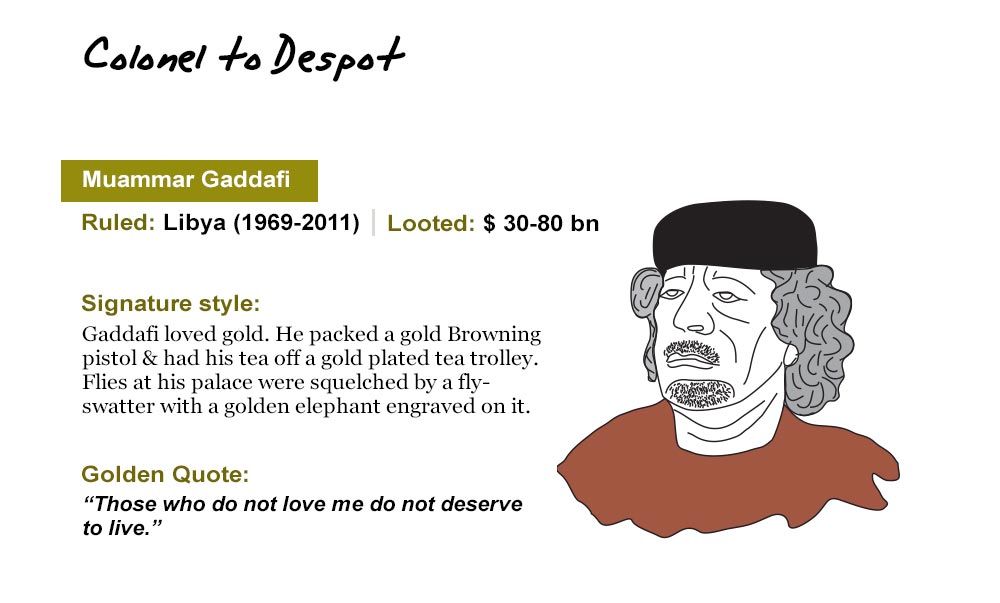 Colonel to Despot
Muammar Gaddafi
Ruled: Libya (1969-2011) | Looted: $ 30-80 bn
Signature style:
Gaddafi loved gold. He packed a gold Browning
pistol & had his tea off a gold plated tea trolley.
Flies at his palace were squelched by a fly-
swatter with a golden elephant engraved on it.
Golden Quote:
“Those who do not love me do not deserve
to live.”